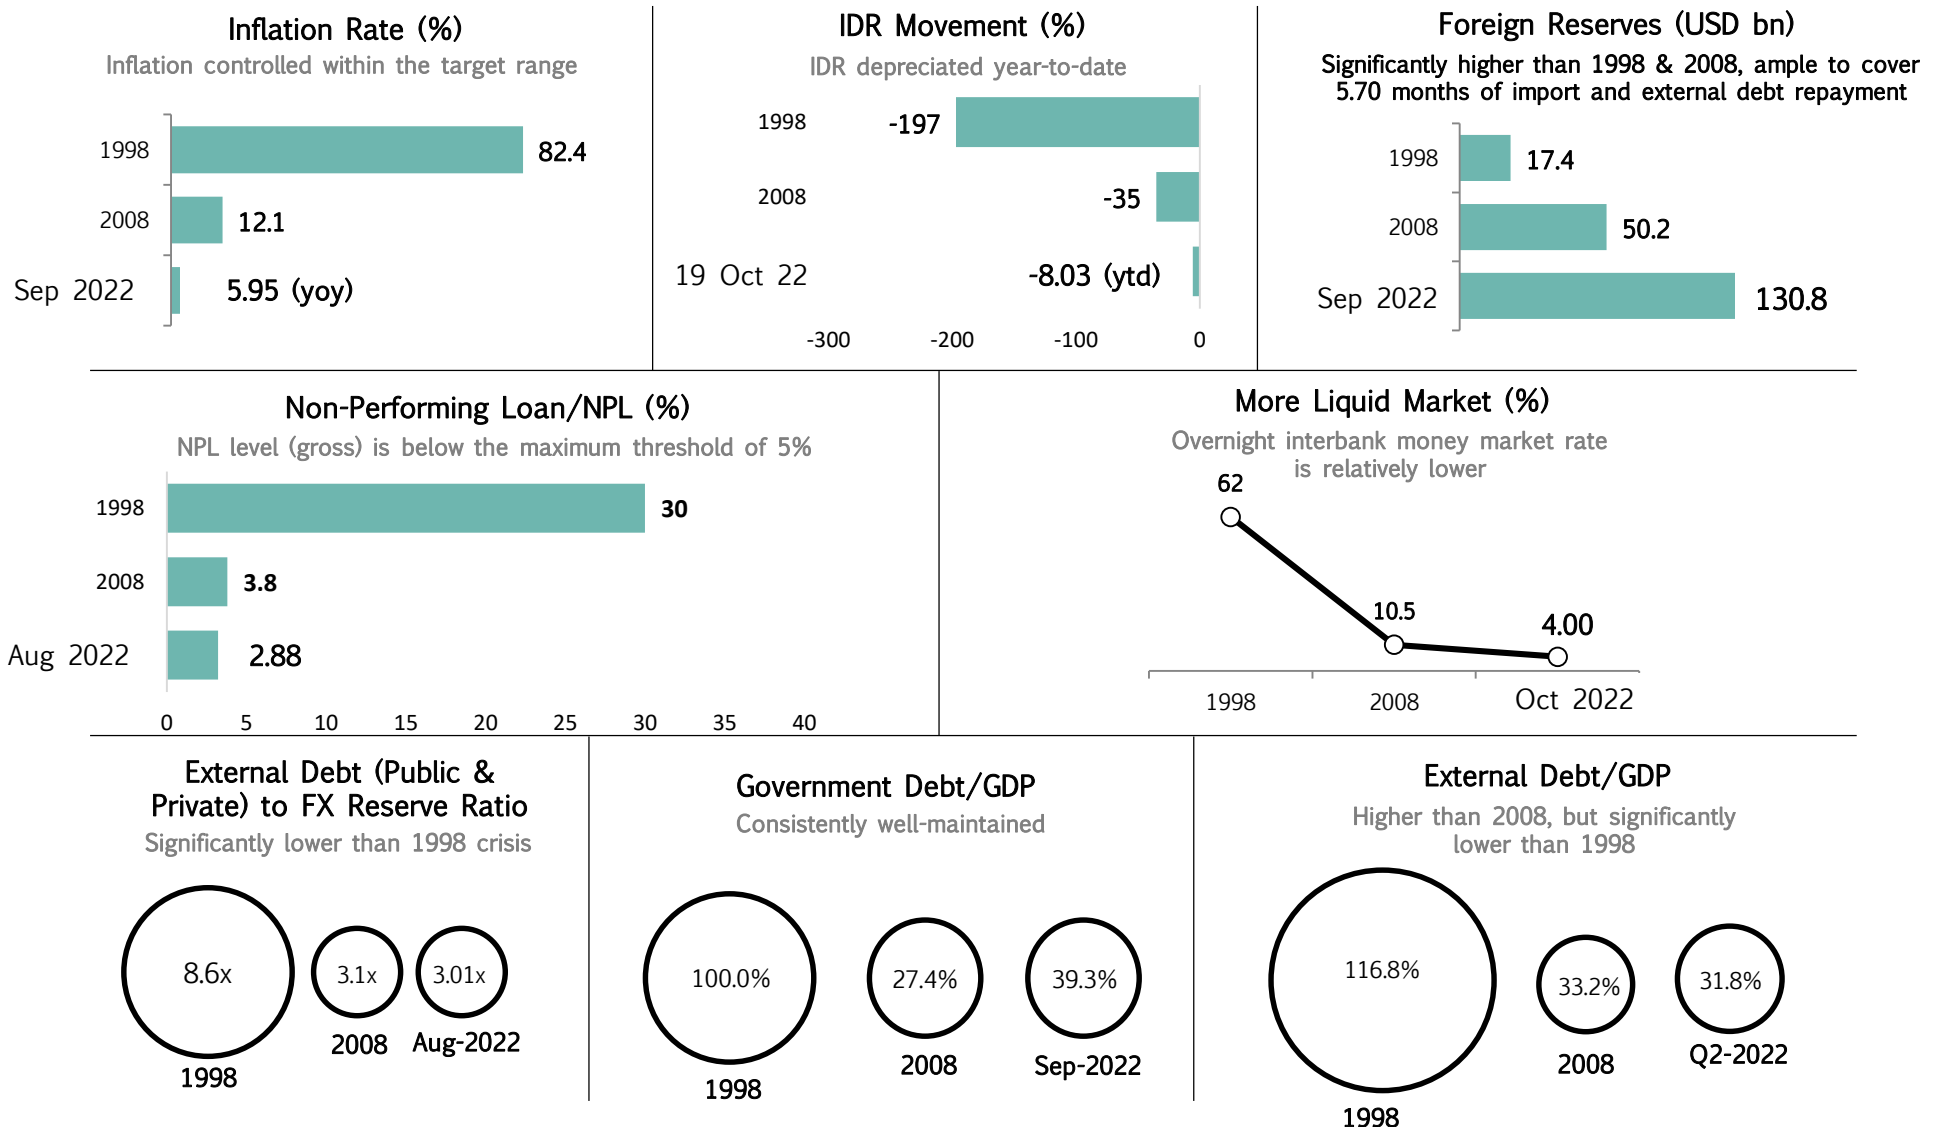 Inflation Rate (%)
Inflation controlled within the target range
1998
82.4
2008
12.1
Sep 2022
5.95 (yoy)
IDR Movement (%)
IDR depreciated year-to-date
1998
-197
2008
-35
19 Oct 22
-8.03 (ytd)
-300 -200 -100 0
Foreign Reserves (USD bn)
Significantly higher than 1998 & 2008, ample to cover
5.70 months of import and external debt repayment
1998
17.4
2008
50.2
Sep 2022
130.8
Non-Performing Loan/NPL (%)
NPL level (gross) is below the maximum threshold of 5%
1998
30
2008
3.8
Aug 2022
2.88
0 5 10 15 20 25 30 35 40
More Liquid Market (%)
Overnight interbank money market rate
is relatively lower
62
10.5
4.00
1998 2008 Oct 2022
External Debt (Public &
Private) to FX Reserve Ratio
Significantly lower than 1998 crisis
8.6x 3.1x 3.01x
1998 2008 Aug-2022
Government Debt/GDP
Consistently well-maintained
100.0% 27.4% 39.3%
1998 2008 Sep-2022
External Debt/GDP
Higher than 2008, but significantly
lower than 1998
116.8% 33.2% 31.8%
1998 2008 Q2-2022